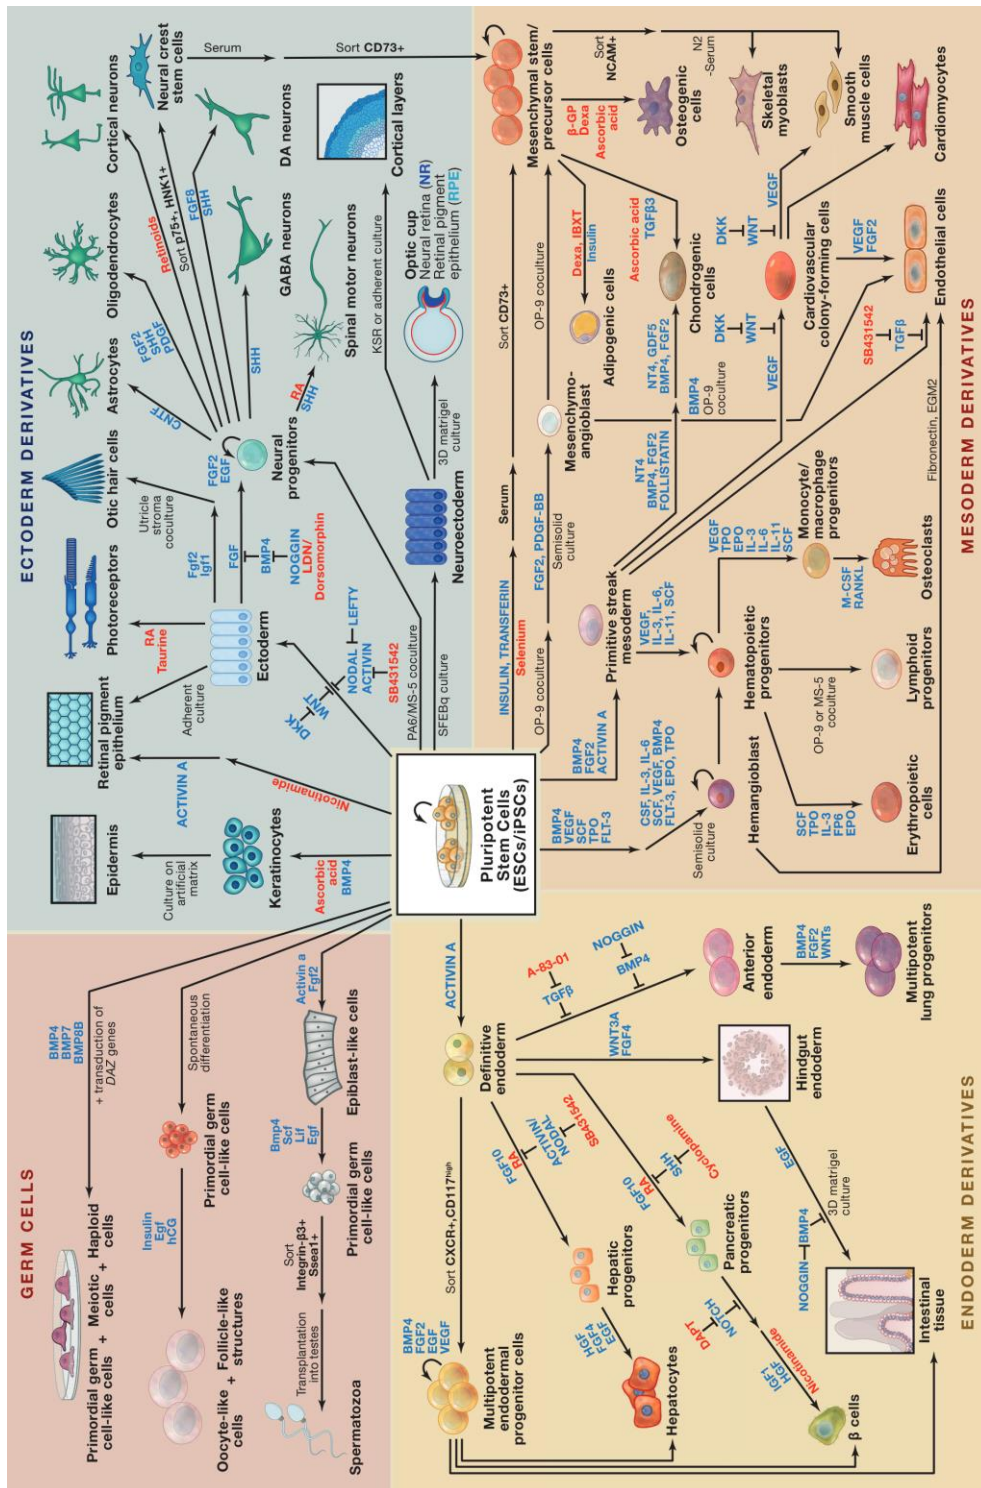 GERM CELLS
Primordial germ
cell-like cells
+
Meiotic
cells
+
Haploid
cells
BMP4
BMP7
BMP8B
+ transduction of
DAZ genes
Oocyte-like
cells
+
Follicle-like
structures
Insulin
Egf
hCG
Primordial germ
cell-like cells
Spontaneous
differentiation
Spermatozoa
Transplantation
into testes
Sort
Integrin-β3+
Ssea1+
Primordial germ
cell-like cells
Bmp4
Scf
Lif
Egf
Epiblast-like cells
Activin a
Fgf2
ECTODERM DERIVATIVES
Epidermis
Culture on
artificial
matrix
Keratinocytes
Ascorbic
acid
BMP4
Retinal pigment
epithelium
ACTIVIN A
Nicotinamide
Adherent
culture
Photoreceptors
RA
Taurine
Otic hair cells
Utricle
stroma
coculture
Fgf2
Igf1
Ectoderm
FGF
BMP4
NOGGIN
LDN/
Dorsomorphin
DKK
WNT
NODAL
ACTIVIN
LEFTY
SB431542
Astrocytes
CNTF
Oligodendrocytes
FGF2
SHH
PDGF
Cortical neurons
Retinoids
Neural crest
stem cells
Sort p75+, HNK1+
Serum
Sort CD73+
DA neurons
FGF8
SHH
GABA neurons
SHH
FGF2
EGF
Neural
progenitors
RA
SHH
Spinal motor neurons
PA6/MS-5 coculture
SFEBq culture
Neuroectoderm
3D matrigel
culture
KSR or adherent culture
Cortical layers
Optic cup
Neural retina (NR)
Retinal pigment
epithelium (RPE)
Pluripotent
Stem Cells
(ESCs/iPSCs)
MESODERM DERIVATIVES
INSULIN, TRANSFERIN
Selenium
Serum
Sort CD73+
Mesenchymal stem/
precursor cells
Sort
NCAM+
N2
-Serum
β-GP
Dexa
Ascorbic
acid
Osteogenic
cells
Skeletal
myoblasts
Smooth
muscle cells
Cardiomyocytes
OP-9 coculture
FGF2, PDGF-BB
Semisolid
culture
Mesenchymo-
angioblast
OP-9 coculture
Dexa, IBXT
Insulin
Adipogenic cells
Ascorbic acid
TGFβ3
Chondrogenic
cells
BMP4
FGF2
ACTIVIN A
Primitive streak
mesoderm
NT4
BMP4, FGF2
FOLLISTATIN
NT4, GDF5
BMP4, FGF2
BMP4
OP-9
coculture
DKK
WNT
VEGF
Cardiovascular
colony-forming cells
DKK
WNT
VEGF
VEGF
FGF2
SB431542
TGFβ
Endothelial cells
Fibronectin, EGM2
BMP4
VEGF
SCF
TPO
FLT-3
Semisolid
culture
Hemangioblast
CSF, IL-3, IL-6
SCF, VEGF, BMP4
FLT-3, EPO, TPO
VEGF,
IL-3, IL-6,
IL-11, SCF
Hematopoietic
progenitors
VEGF
TPO
EPO
IL-3
IL-6
IL-11
SCF
Monocyte/
macrophage
progenitors
M-CSF
RANKL
Osteoclasts
OP-9 or MS-5
coculture
Lymphoid
progenitors
SCF
TPO
IL-3
FP6
EPO
Erythropoietic
cells
ENDODERM DERIVATIVES
ACTIVIN A
Definitive
endoderm
Sort CXCR+,CD117high
BMP4
FGF2
EGF
VEGF
Multipotent
endodermal
progenitor cells
FGF10
RA
ACTIVIN/
NODAL
SB431542
Hepatic
progenitors
HGF
FGF4
EGF
Hepatocytes
FGF10
RA
SHH
Cyclopamine
Pancreatic
progenitors
DAPT
NOTCH
IGF1
HGF
Nicotinamide
β cells
WNT3A
FGF4
Hindgut
endoderm
EGF
NOGGIN
BMP4
3D matrigel
culture
Intestinal
tissue
A-83-01
TGFβ
NOGGIN
BMP4
Anterior
endoderm
BMP4
FGF2
WNTs
Multipotent
lung progenitors